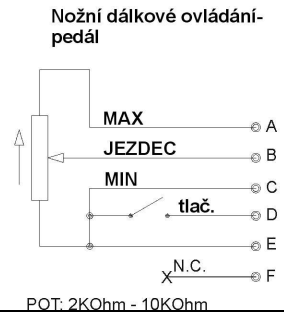 Nožní dálkové ovládání-
pedál
MAX A
JEZDEC B
MIN C
tlač. D
E
N.C. F
POT: 2KOhm - 10KOhm